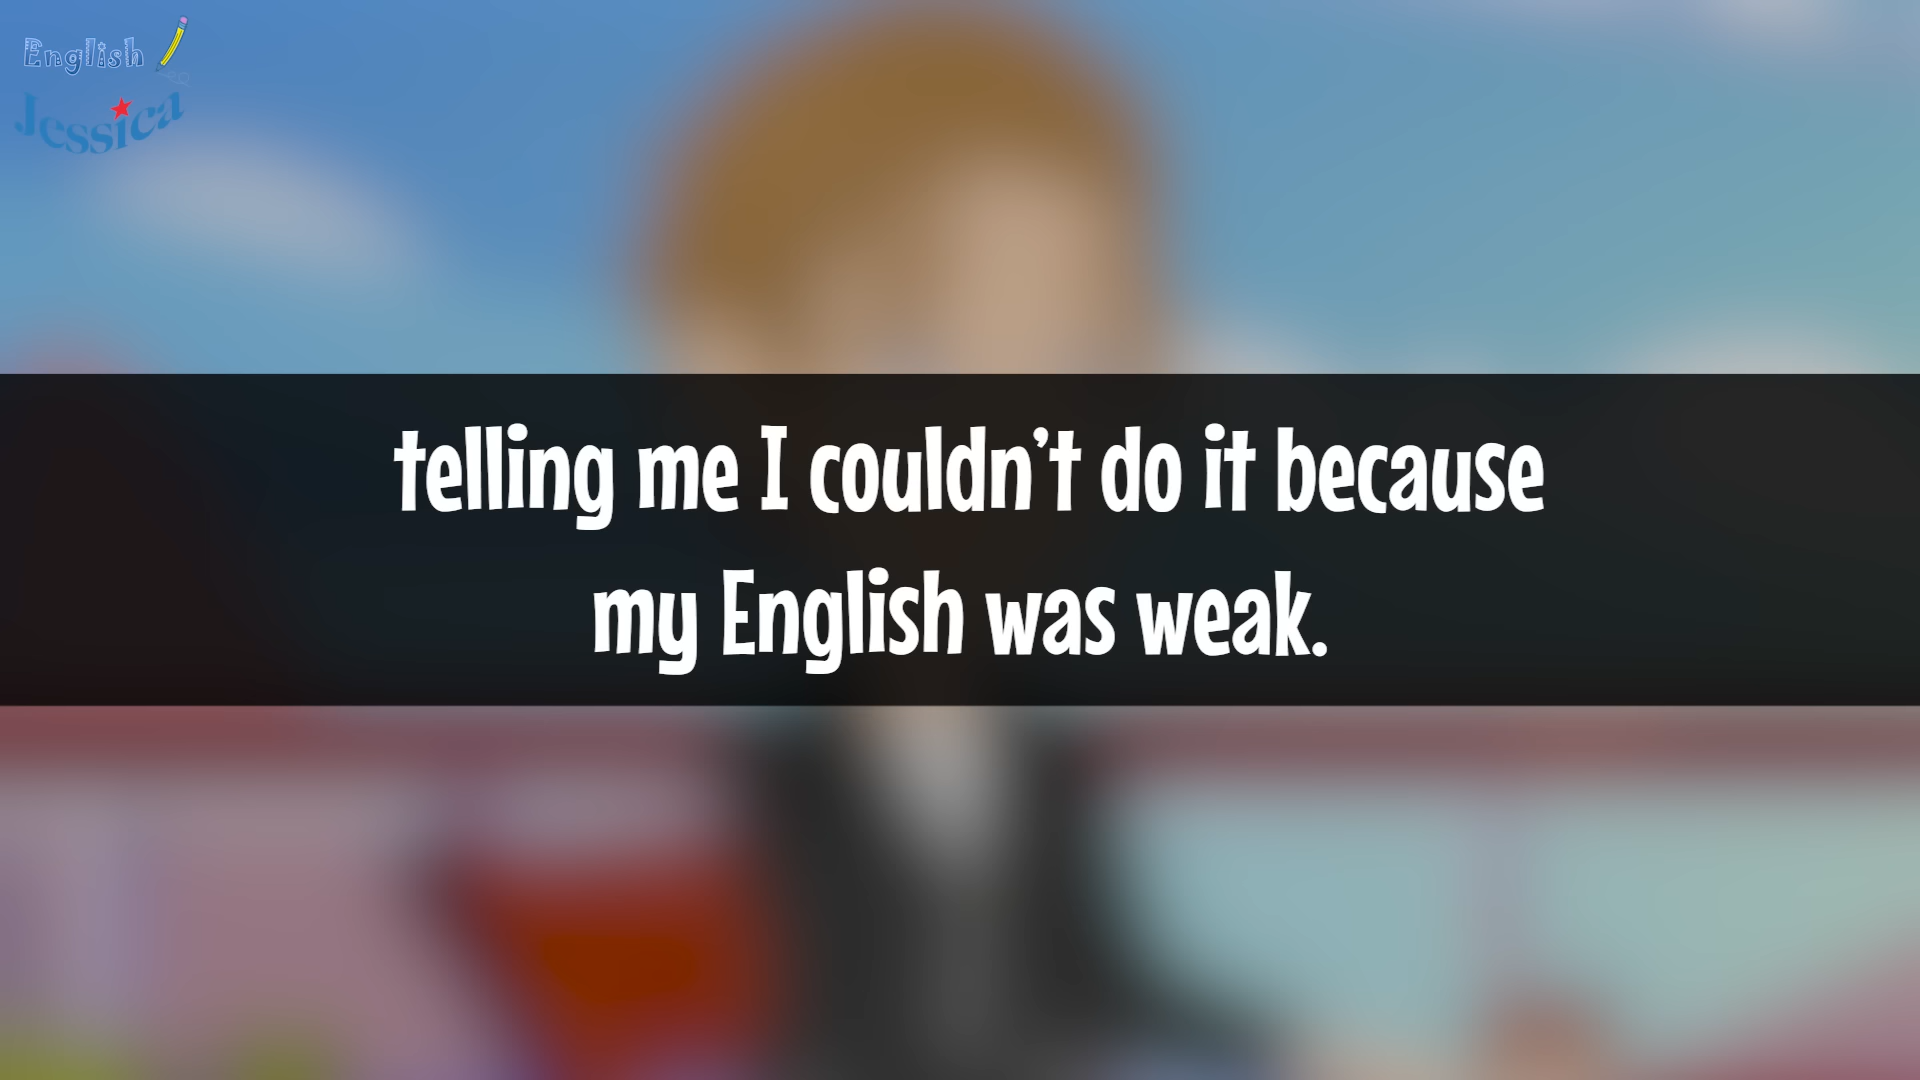 English
Jessica
telling me I couldn't do it because
my English was weak.